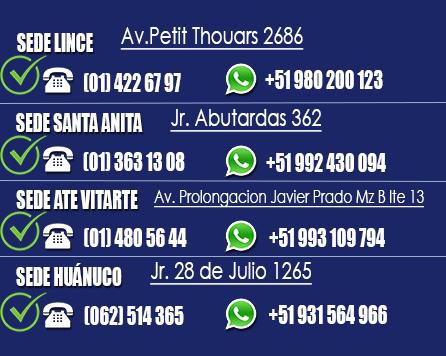 SEDE LINCE Av.Petit Thouars 2686
(01) 422 67 97 +51 980 200 123
SEDE SANTA ANITA Jr. Abutardas 362
(01) 363 13 08 +51 992 430 094
SEDE ATE VITARTE Av. Prolongacion Javier Prado Mz B lte 13
(01) 480 56 44 +51 993 109 794
SEDE HUÁNUCO Jr. 28 de Julio 1265
(062) 514 365 +51 931 564 966